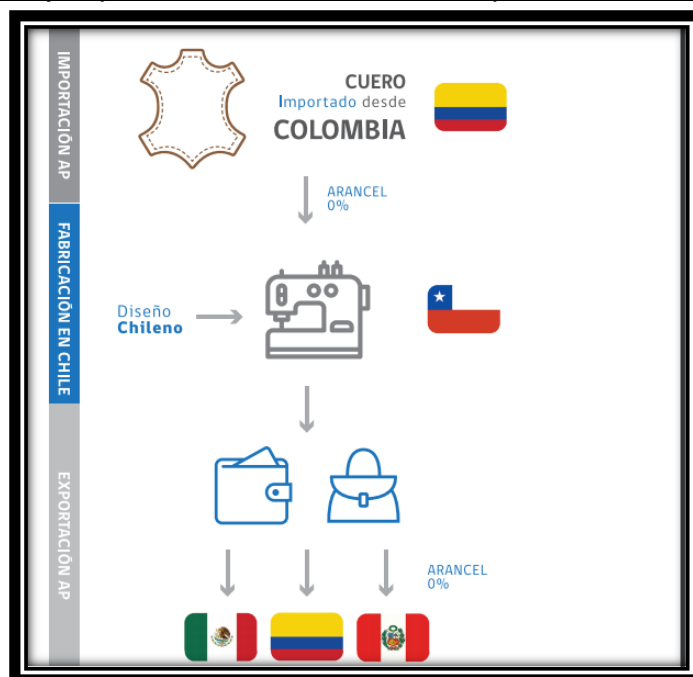 IMPORTACIÓN AP
CUERO
Importado desde
COLOMBIA
ARANCEL
0%
FABRICACIÓN EN CHILE
Diseño
Chileno
EXPORTACIÓN AP
ARANCEL
0%